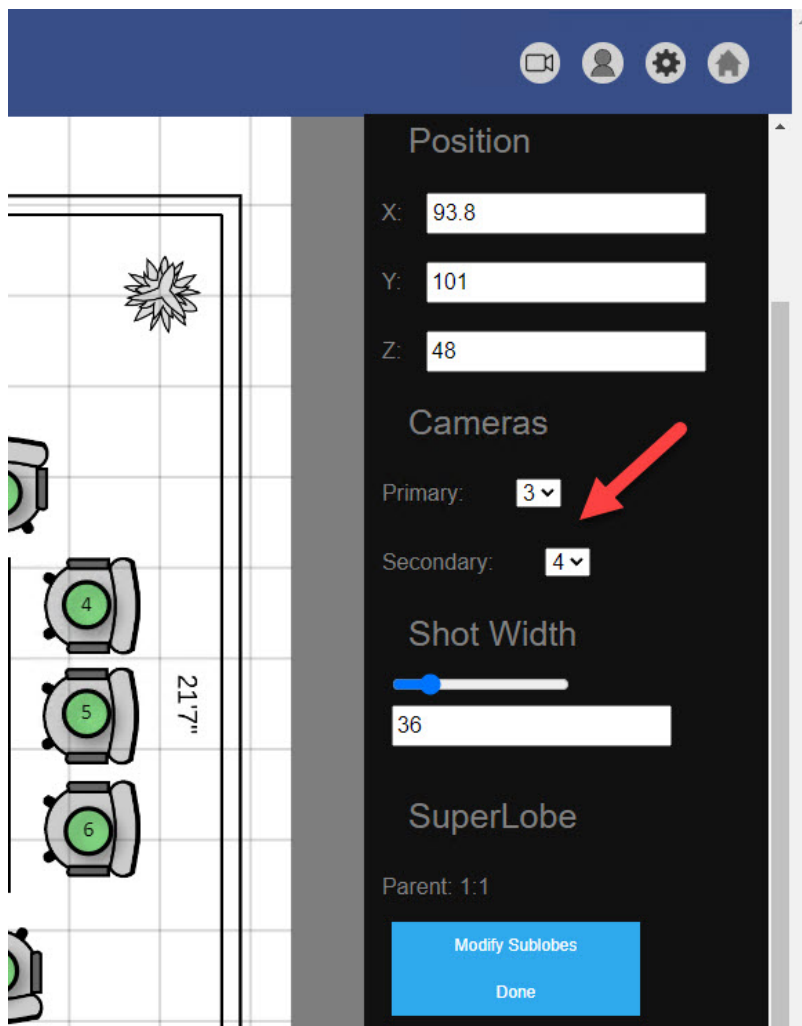 Position
X: 93.8
Y: 101
Z: 48
Cameras
Primary: 3
Secondary: 4
4
Shot Width
21'7"
5
36
6
SuperLobe
Parent: 1:1
Modify Sublobes
Done